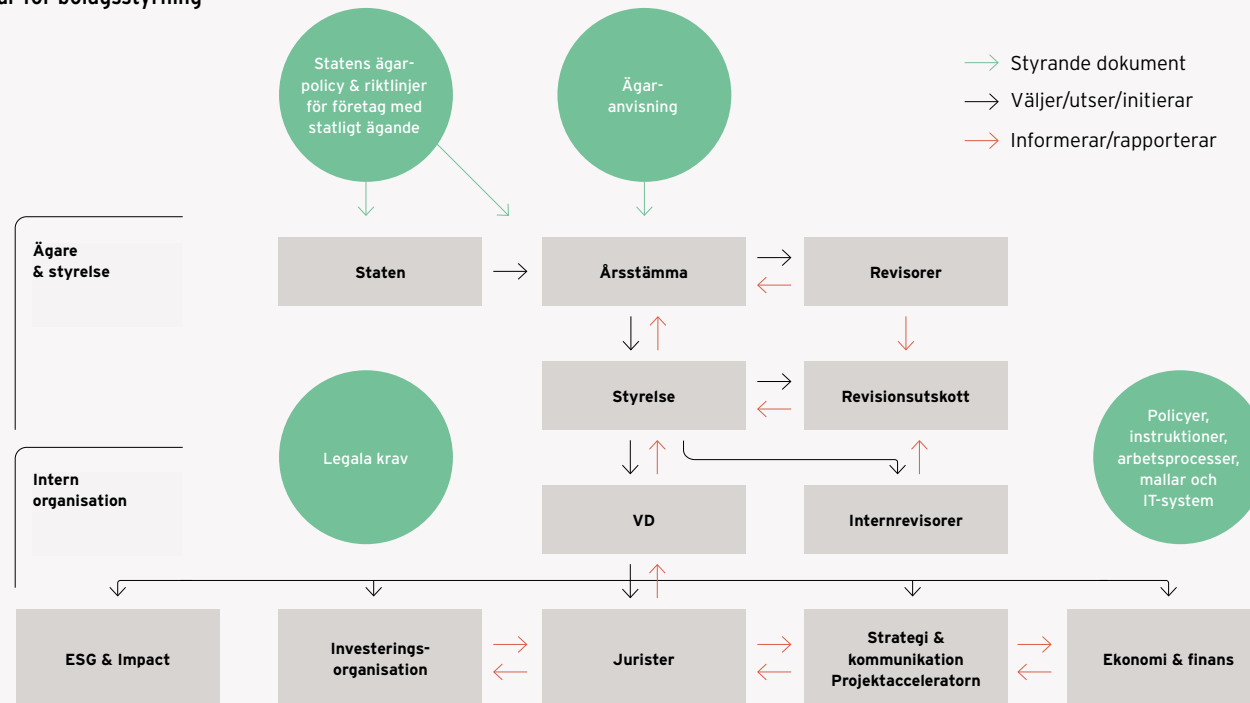 för bolagsstyrning
Statens ägar-
policy & riktlinjer
för företag med
statligt ägande
Ägar-
anvisning
Styrande dokument
Väljer/utser/initierar
Informerar/rapporterar
Ägare
& styrelse
Staten
Årsstämma
Revisorer
Styrelse
Revisionsutskott
Legala krav
Policyer,
instruktioner,
arbetsprocesser,
mallar och
IT-system
Intern
organisation
VD
Internrevisorer
ESG & Impact
Investerings-
organisation
Jurister
Strategi &
kommunikation
Projektacceleratorn
Ekonomi & finans